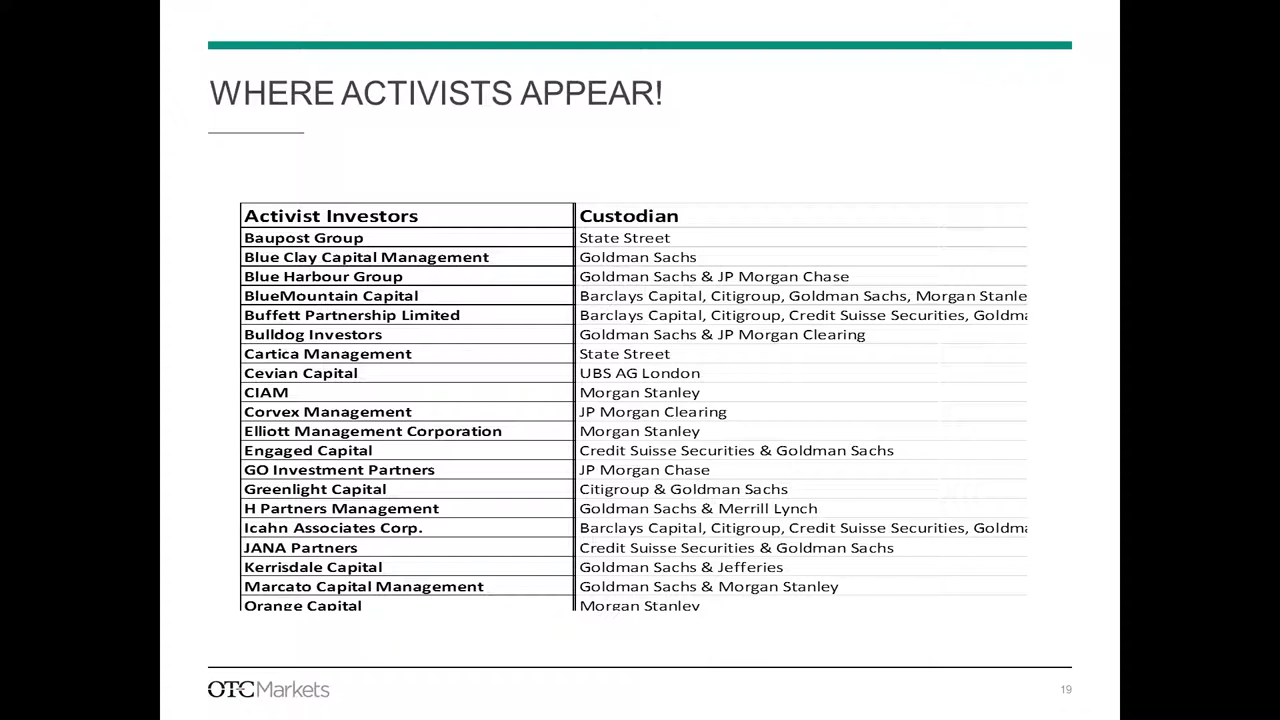 WHERE ACTIVISTS APPEAR!
Activist Investors Custodian
Baupost Group State Street
Blue Clay Capital Management Goldman Sachs
Blue Harbour Group Goldman Sachs & JP Morgan Chase
BlueMountain Capital Barclays Capital, Citigroup, Goldman Sachs, Morgan Stanle
Buffett Partnership Limited Barclays Capital, Citigroup, Credit Suisse Securities, Goldma
Bulldog Investors Goldman Sachs & JP Morgan Clearing
Cartica Management State Street
Cevian Capital UBS AG London
CIAM Morgan Stanley
Corvex Management JP Morgan Clearing
Elliott Management Corporation Morgan Stanley
Engaged Capital Credit Suisse Securities & Goldman Sachs
GO Investment Partners JP Morgan Chase
Greenlight Capital Citigroup & Goldman Sachs
H Partners Management Goldman Sachs & Merrill Lynch
Icahn Associates Corp. Barclays Capital, Citigroup, Credit Suisse Securities, Goldma
JANA Partners Credit Suisse Securities & Goldman Sachs
Kerrisdale Capital Goldman Sachs & Jefferies
Marcato Capital Management Goldman Sachs & Morgan Stanley
Orange Capital Morgan Stanley
OTC Markets 19